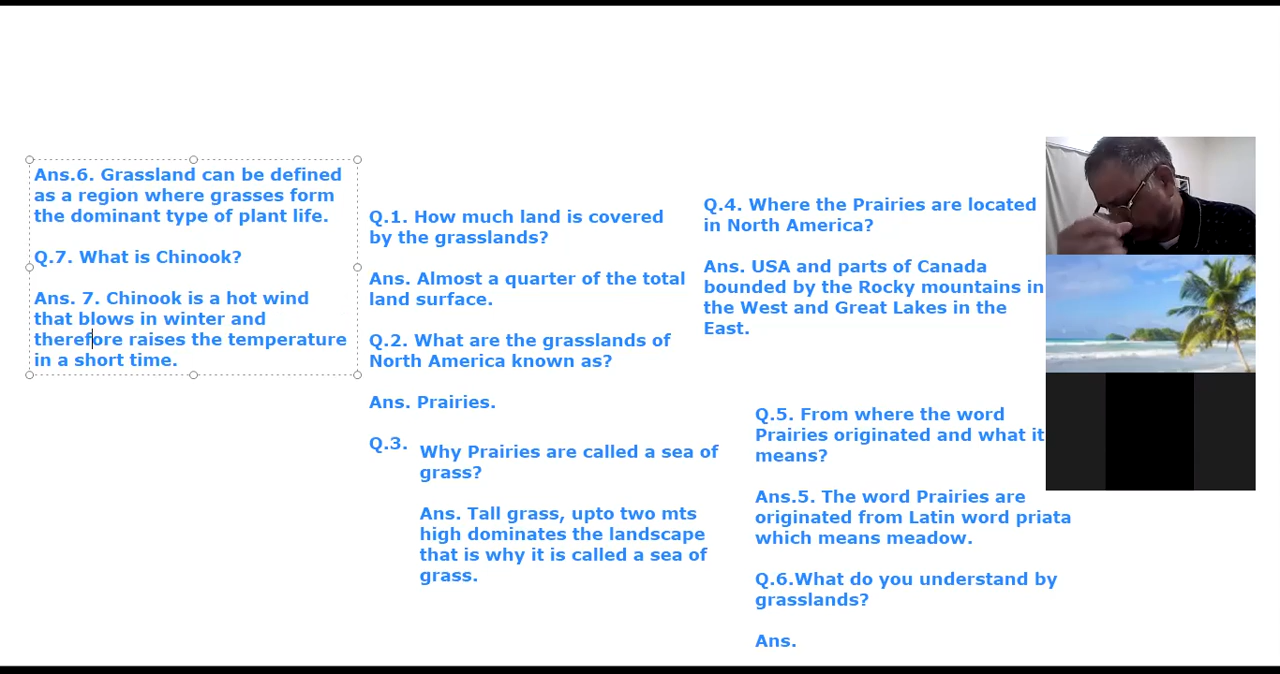 Ans.6. Grassland can be defined
as a region where grasses form
the dominant type of plant life.
Q.7. What is Chinook?
Ans. 7. Chinook is a hot wind
that blows in winter and
therefore raises the temperature
in a short time.
Q.1. How much land is covered
by the grasslands?
Ans. Almost a quarter of the total
land surface.
Q.2. What are the grasslands of
North America known as?
Ans. Prairies.
Q.3.
Why Prairies are called a sea of
grass?
Ans. Tall grass, upto two mts
high dominates the landscape
that is why it is called a sea of
grass.
Q.4. Where the Prairies are located
in North America?
Ans. USA and parts of Canada
bounded by the Rocky mountains in
the West and Great Lakes in the
East.
Q.5. From where the word
Prairies originated and what it
means?
Ans.5. The word Prairies are
originated from Latin word priata
which means meadow.
Q.6.What do you understand by
grasslands?
Ans.